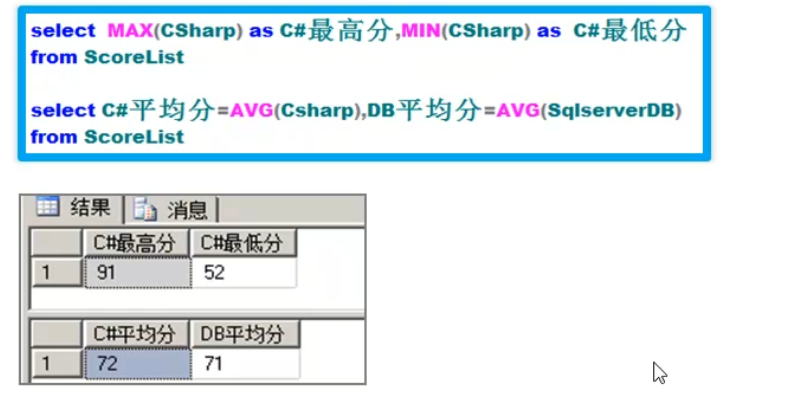 select MAX(CSharp) as C#最高分,MIN(CSharp) as C#最低分
from ScoreList
select C#平均分=AVG(Csharp),DB平均分=AVG(SqlserverDB)
from ScoreList
结果 消息
C#最高分 C#最低分
1 91 52
C#平均分 DB平均分
1 72 71